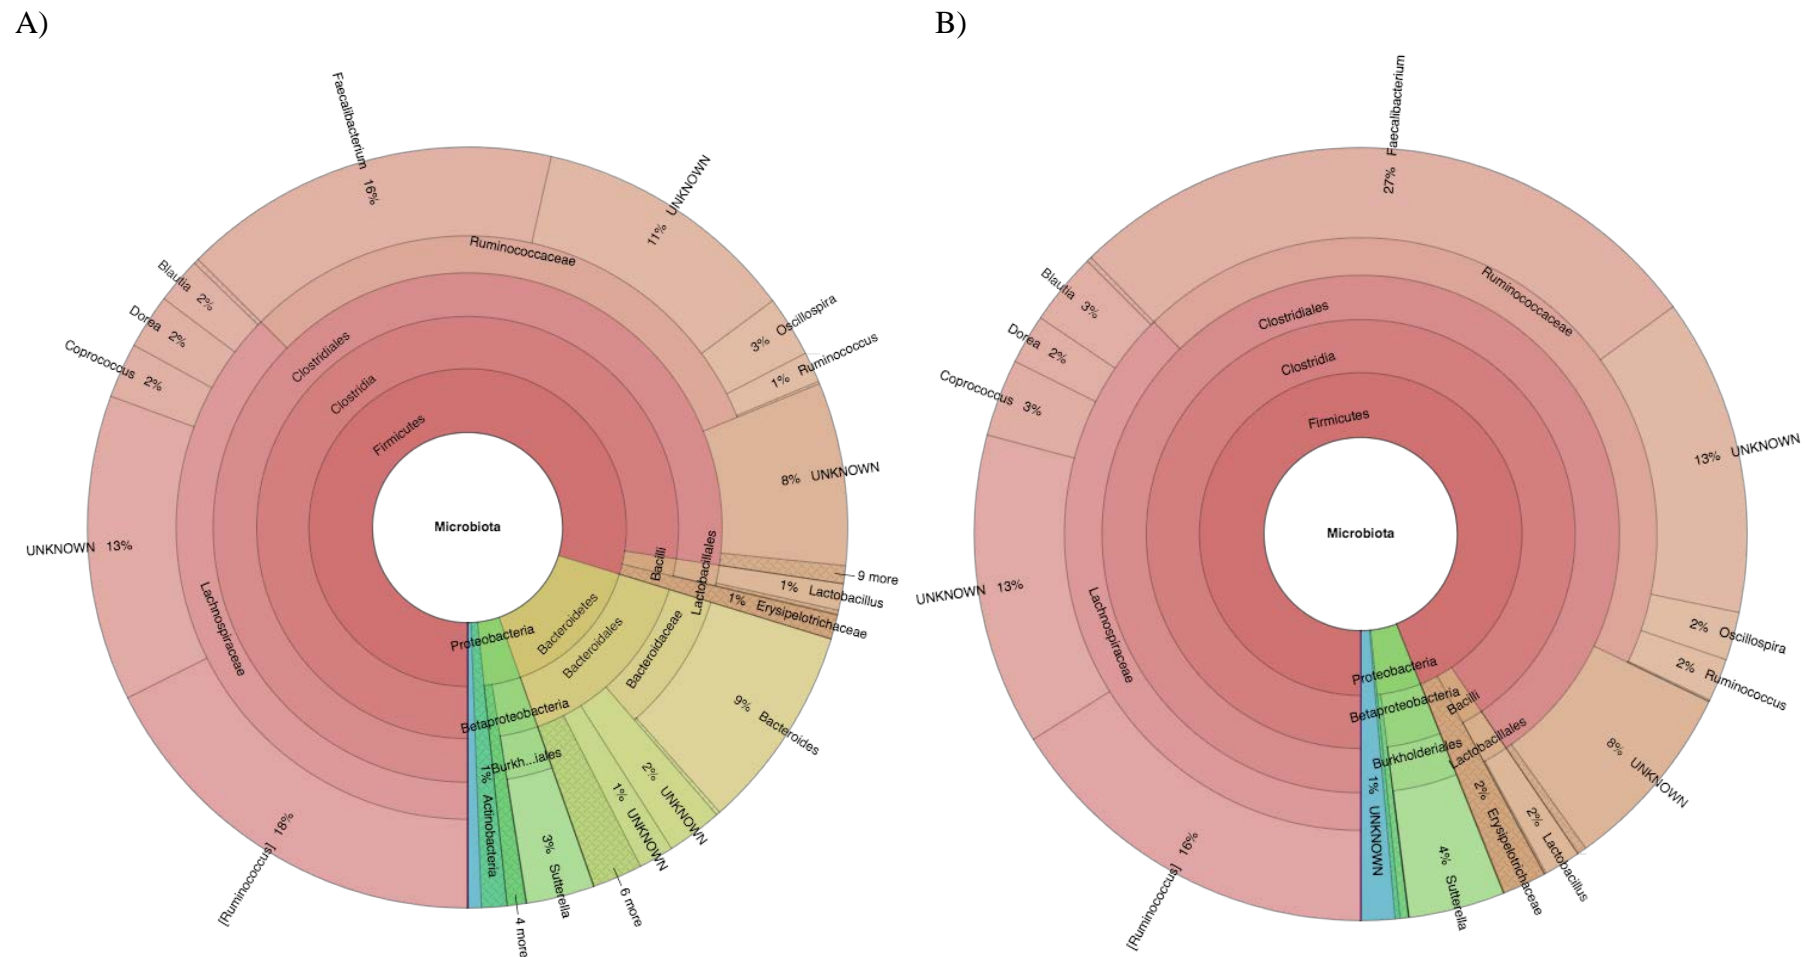 A)
Faecalibacterium 16%
11% UNKNOWN
3% Oscillospira
1% Ruminococcus
8% UNKNOWN
9 more
1% Lactobacillus
1% Erysipelotrichaceae
9% Bacteroides
2% UNKNOWN
1% UNKNOWN
6 more
3% Sutterella
4 more
1% Actinobacteria
[Ruminococcus] 18%
UNKNOWN 13%
Coprococcus 2%
Dorea 2%
Blautia 2%
Ruminococcaceae
Clostridiales
Clostridia
Firmicutes
Microbiota
Lachnospiraceae
Bacilli
Lactobacillales
Bacteroidetes
Bacteroidales
Bacteroidaceae
Proteobacteria
Betaproteobacteria
Burkh...iales
B)
27% Faecalibacterium
13% UNKNOWN
2% Oscillospira
2% Ruminococcus
8% UNKNOWN
2% Lactobacillus
2% Erysipelotrichaceae
4% Sutterella
1% UNKNOWN
[Ruminococcus] 16%
UNKNOWN 13%
Coprococcus 3%
Dorea 2%
Blautia 3%
Ruminococcaceae
Clostridiales
Clostridia
Firmicutes
Microbiota
Lachnospiraceae
Proteobacteria
Betaproteobacteria
Burkholderiales
Bacilli
Lactobacillales